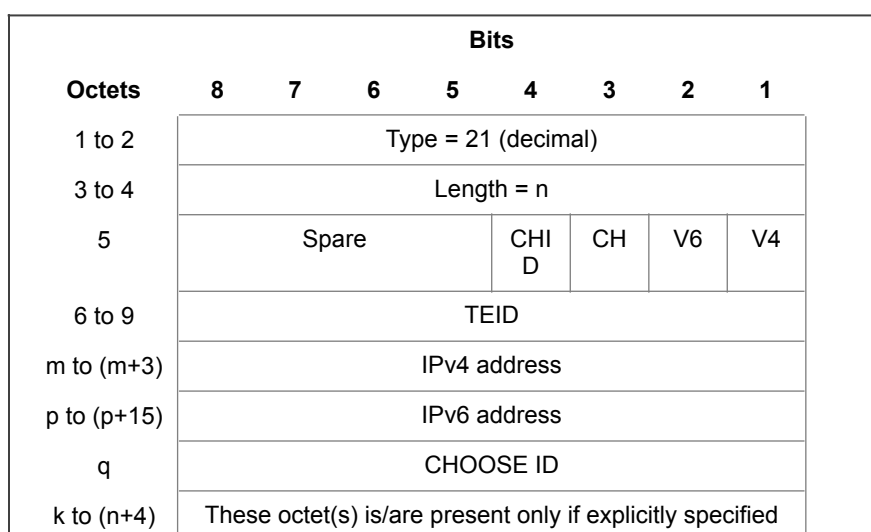 Bits
Octets 8 7 6 5 4 3 2 1
1 to 2 Type = 21 (decimal)
3 to 4 Length = n
5 Spare CHI CH V6 V4
D
6 to 9 TEID
m to (m+3) IPv4 address
p to (p+15) IPv6 address
q CHOOSE ID
k to (n+4) These octet(s) is/are present only if explicitly specified